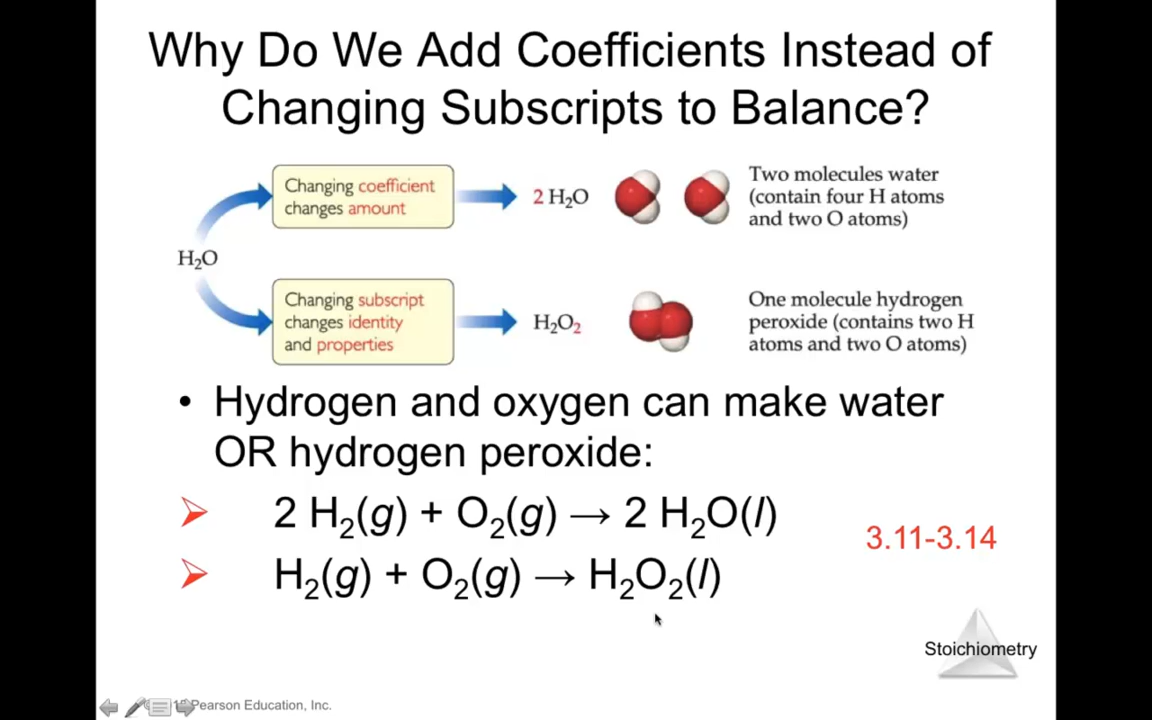 Why Do We Add Coefficients Instead of
Changing Subscripts to Balance?
Changing coefficient
changes amount
2 H₂O
Two molecules water
(contain four H atoms
and two O atoms)
H₂O
Changing subscript
changes identity
and properties
H₂O₂
One molecule hydrogen
peroxide (contains two H
atoms and two O atoms)
• Hydrogen and oxygen can make water
OR hydrogen peroxide:
2 H₂(g) + O₂(g) → 2 H₂O(l)
3.11-3.14
H₂(g) + O₂(g) → H₂O₂(l)
Stoichiometry
Pearson Education, Inc.